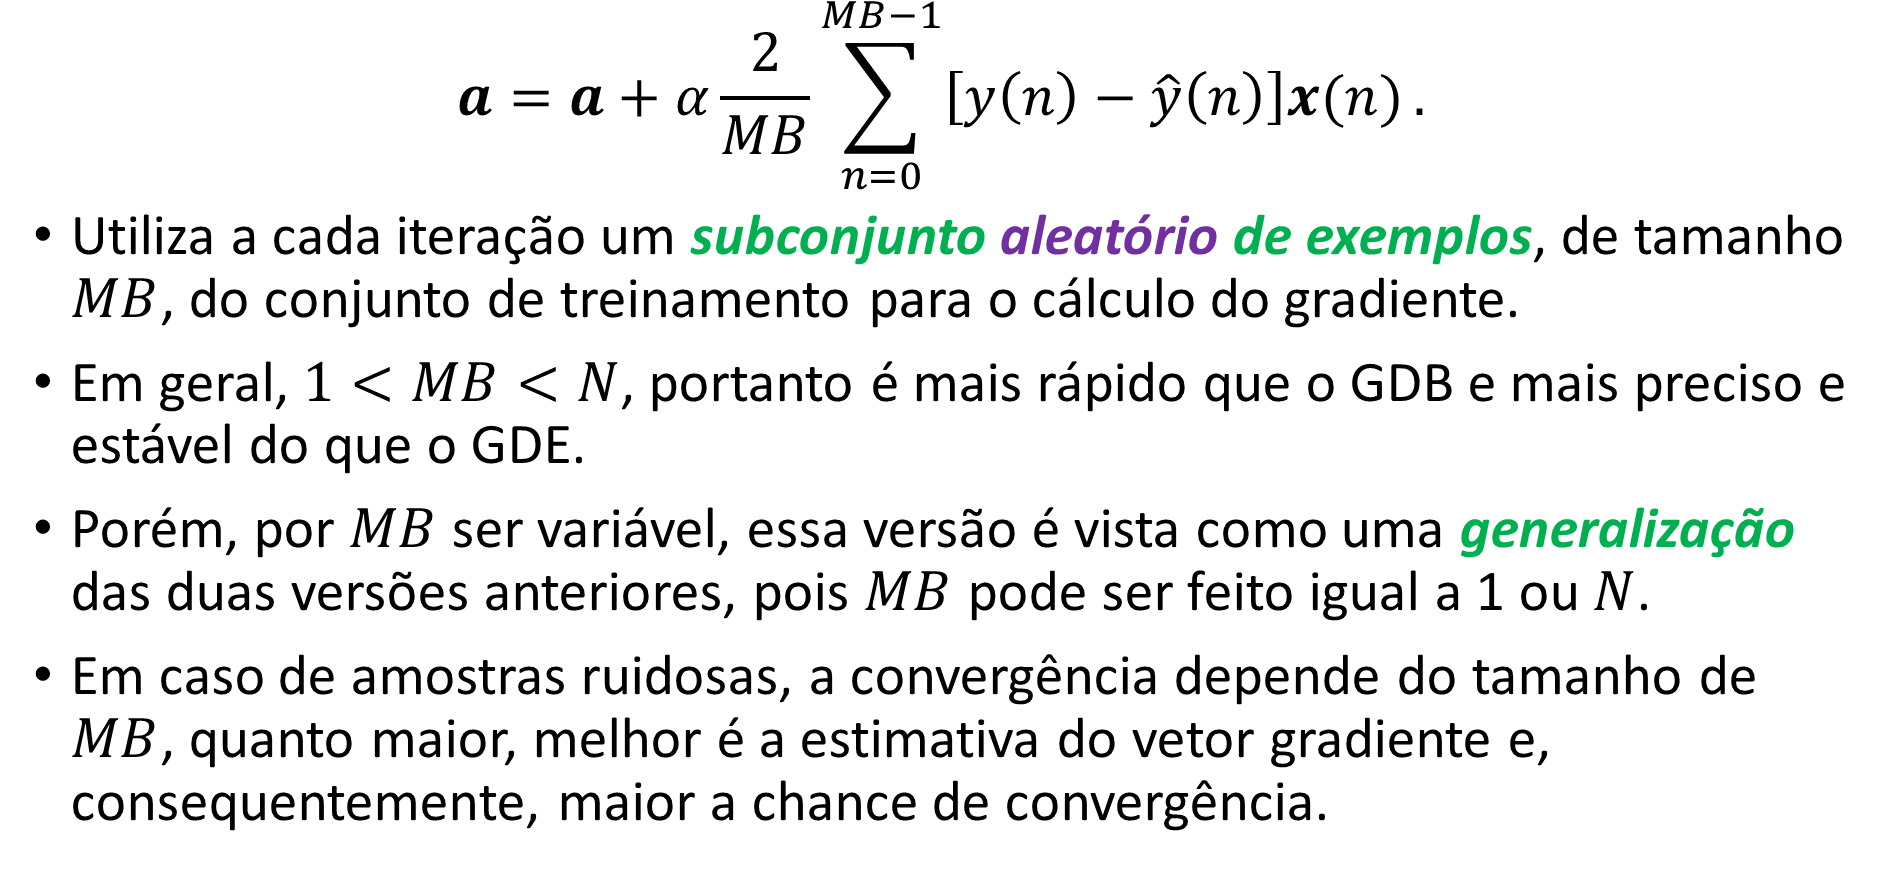 𝒂 = 𝒂 + α 2/MB ∑_{n=0}^{MB−1} [y(n) − ŷ(n)]𝒙(n) .
• Utiliza a cada iteração um subconjunto aleatório de exemplos, de tamanho
MB, do conjunto de treinamento para o cálculo do gradiente.
• Em geral, 1 < MB < N, portanto é mais rápido que o GDB e mais preciso e
estável do que o GDE.
• Porém, por MB ser variável, essa versão é vista como uma generalização
das duas versões anteriores, pois MB pode ser feito igual a 1 ou N.
• Em caso de amostras ruidosas, a convergência depende do tamanho de
MB, quanto maior, melhor é a estimativa do vetor gradiente e,
consequentemente, maior a chance de convergência.